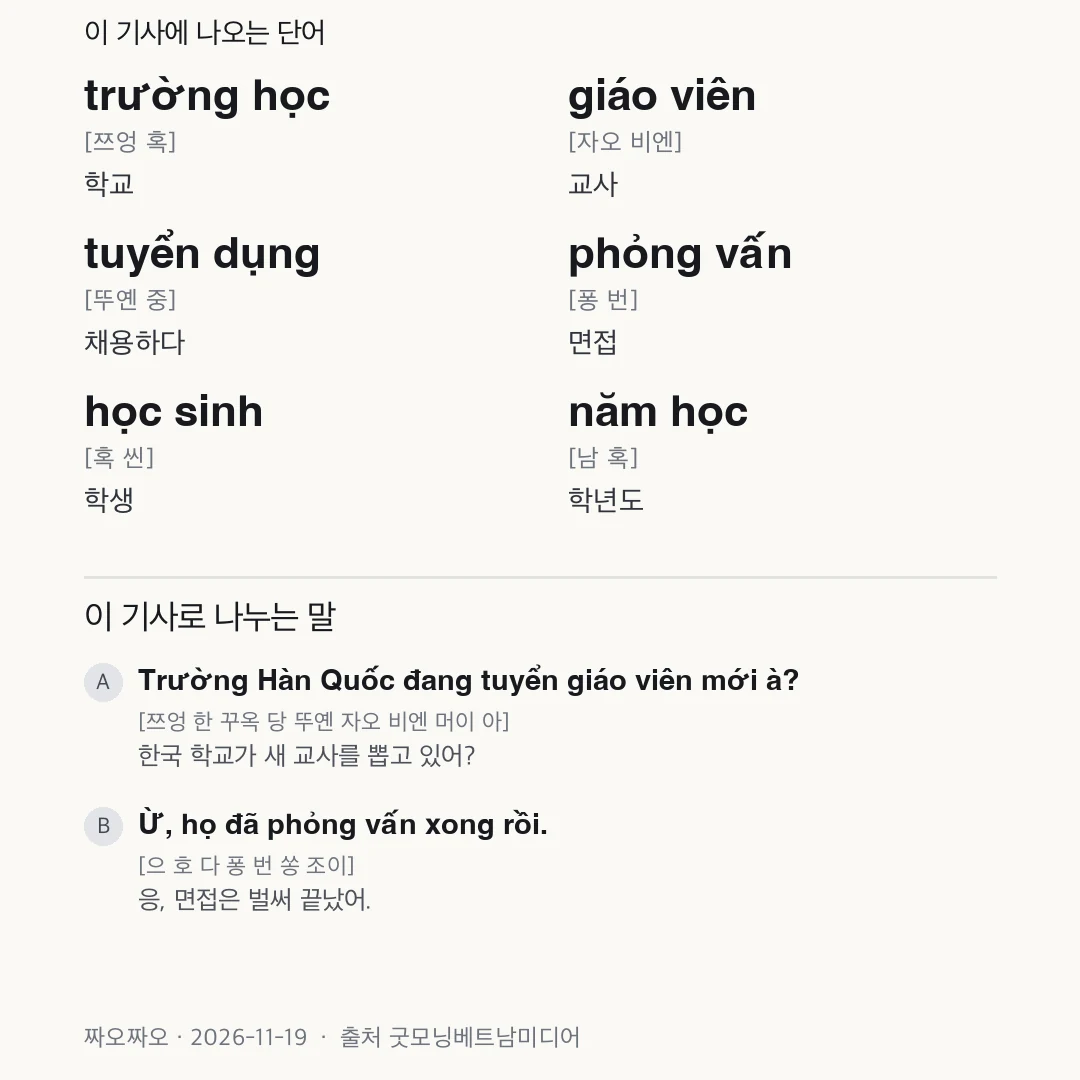 이 기사에 나오는 단어
trường học
[쯔엉 혹]
학교
giáo viên
[자오 비엔]
교사
tuyển dụng
[뚜옌 중]
채용하다
phỏng vấn
[퐁 번]
면접
học sinh
[혹 씬]
학생
năm học
[남 혹]
학년도
이 기사로 나누는 말
A
Trường Hàn Quốc đang tuyển giáo viên mới à?
[쯔엉 한 꾸옥 당 뚜옌 자오 비엔 머이 아]
한국 학교가 새 교사를 뽑고 있어?
B
Ừ, họ đã phỏng vấn xong rồi.
[으 호 다 퐁 번 쏭 조이]
응, 면접은 벌써 끝났어.
짜오짜오 · 2026-11-19 · 출처 굿모닝베트남미디어